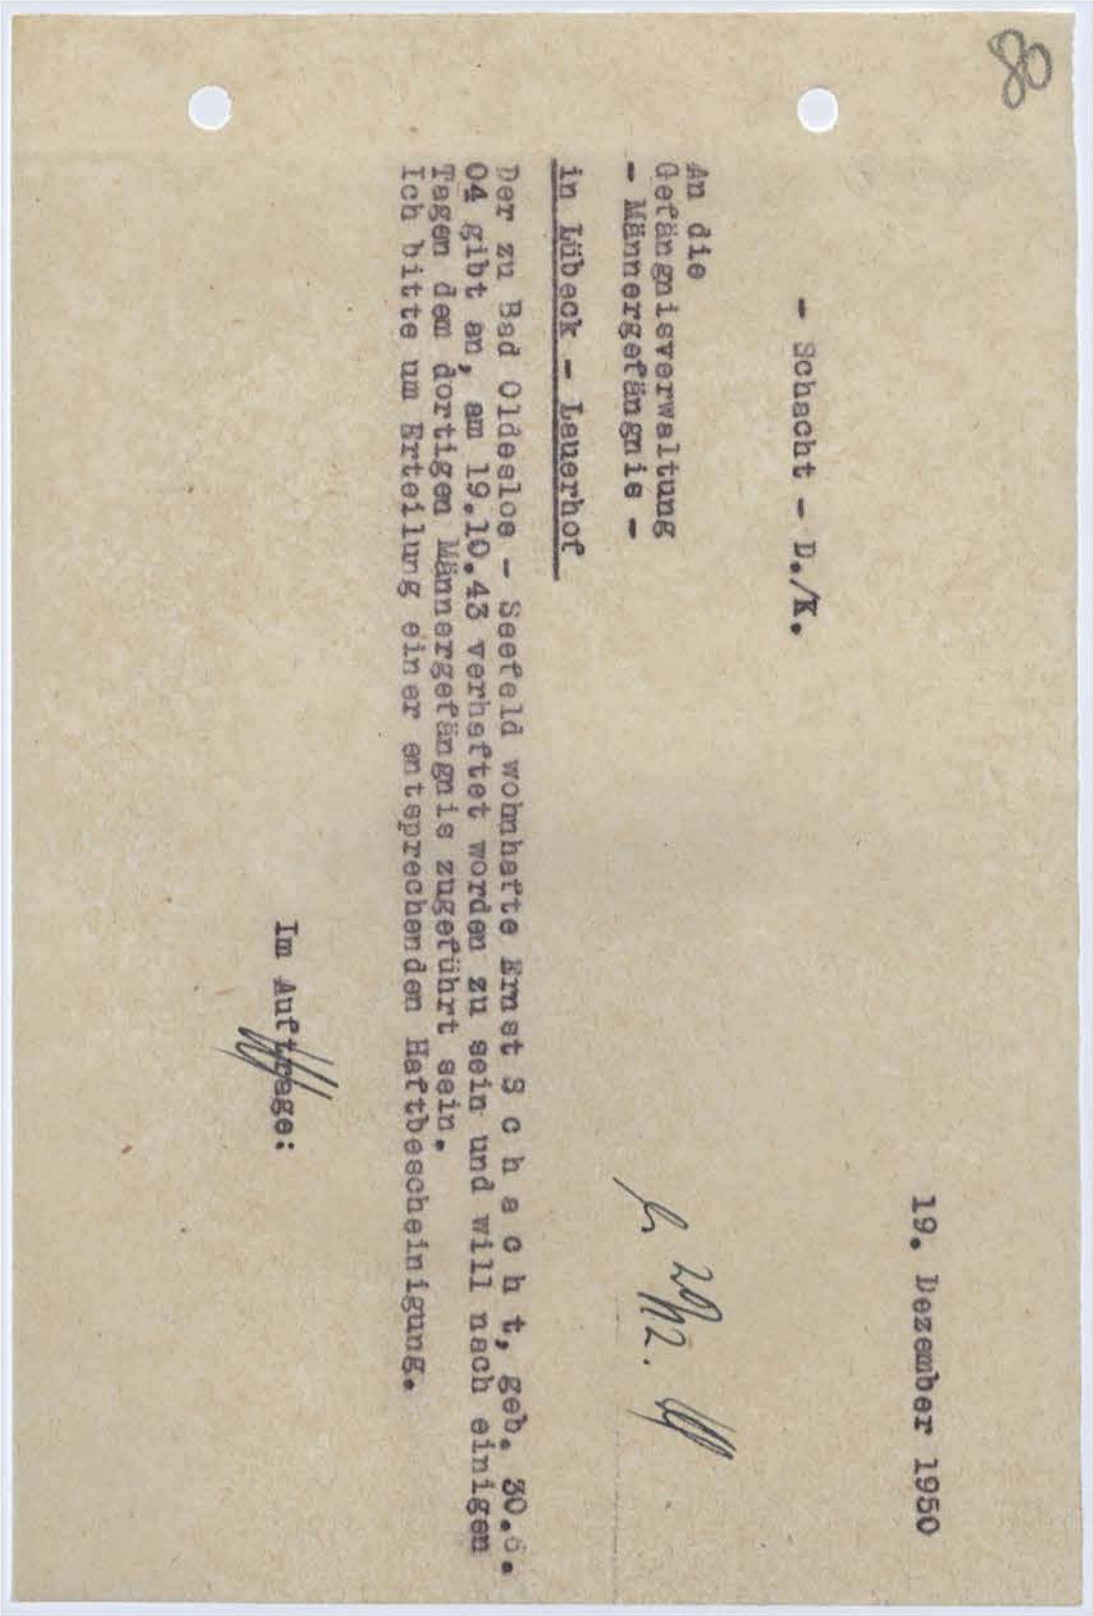 80
19. Dezember 1950
- Schacht - D./K.
An die
Gefängnisverwaltung
- Männergefängnis -
20/12.
in Lübeck - Lauerhof
Der zu Bad Oldesloe - Seefeld wohnhafte Ernst S c h a c h t, geb. 30.6.
04 gibt an, am 19.10.43 verhaftet worden zu sein und will nach einigen
Tagen dem dortigen Männergefängnis zugeführt sein.
Ich bitte um Erteilung einer entsprechenden Haftbescheinigung.
Im Auftrage: